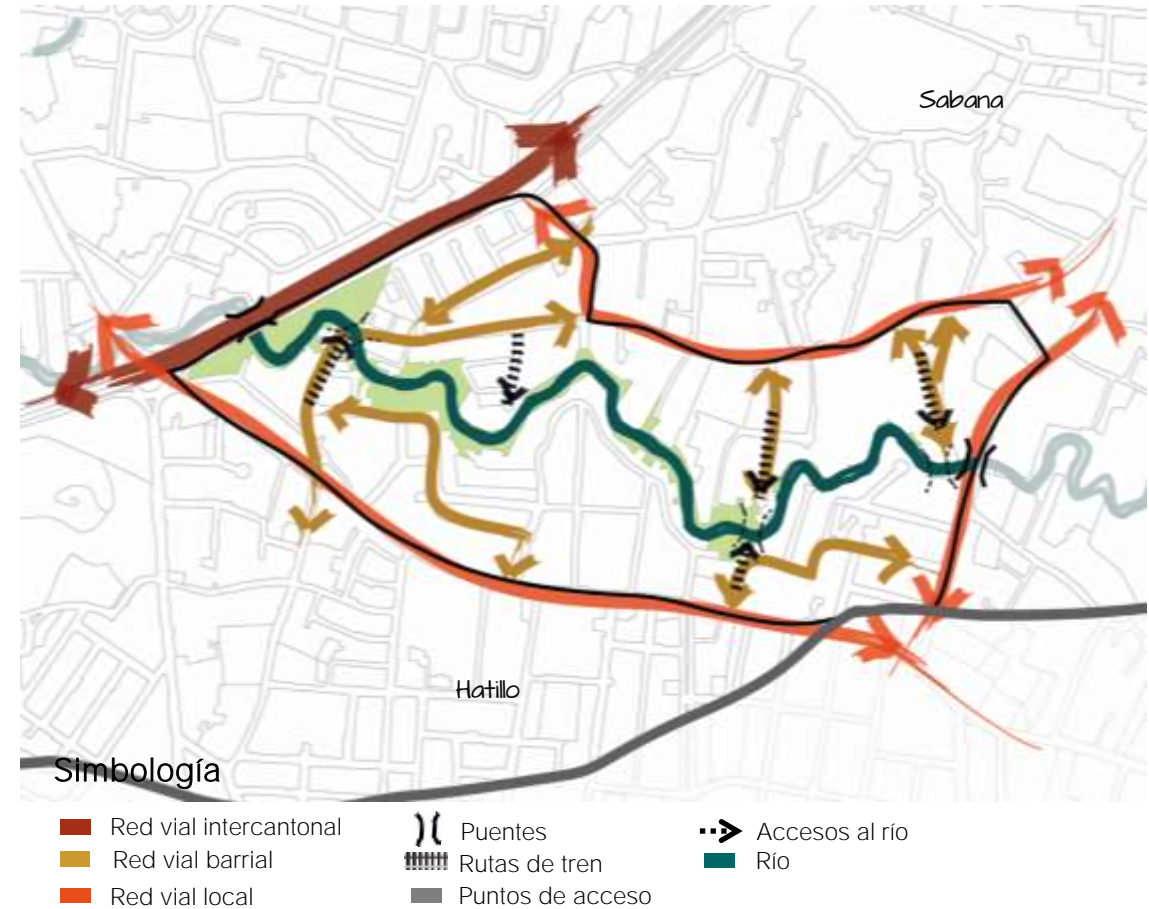 Sabana
Hatillo
Simbología
Red vial intercantonal
Red vial barrial
Red vial local
Puentes
Rutas de tren
Puntos de acceso
Accesos al río
Río